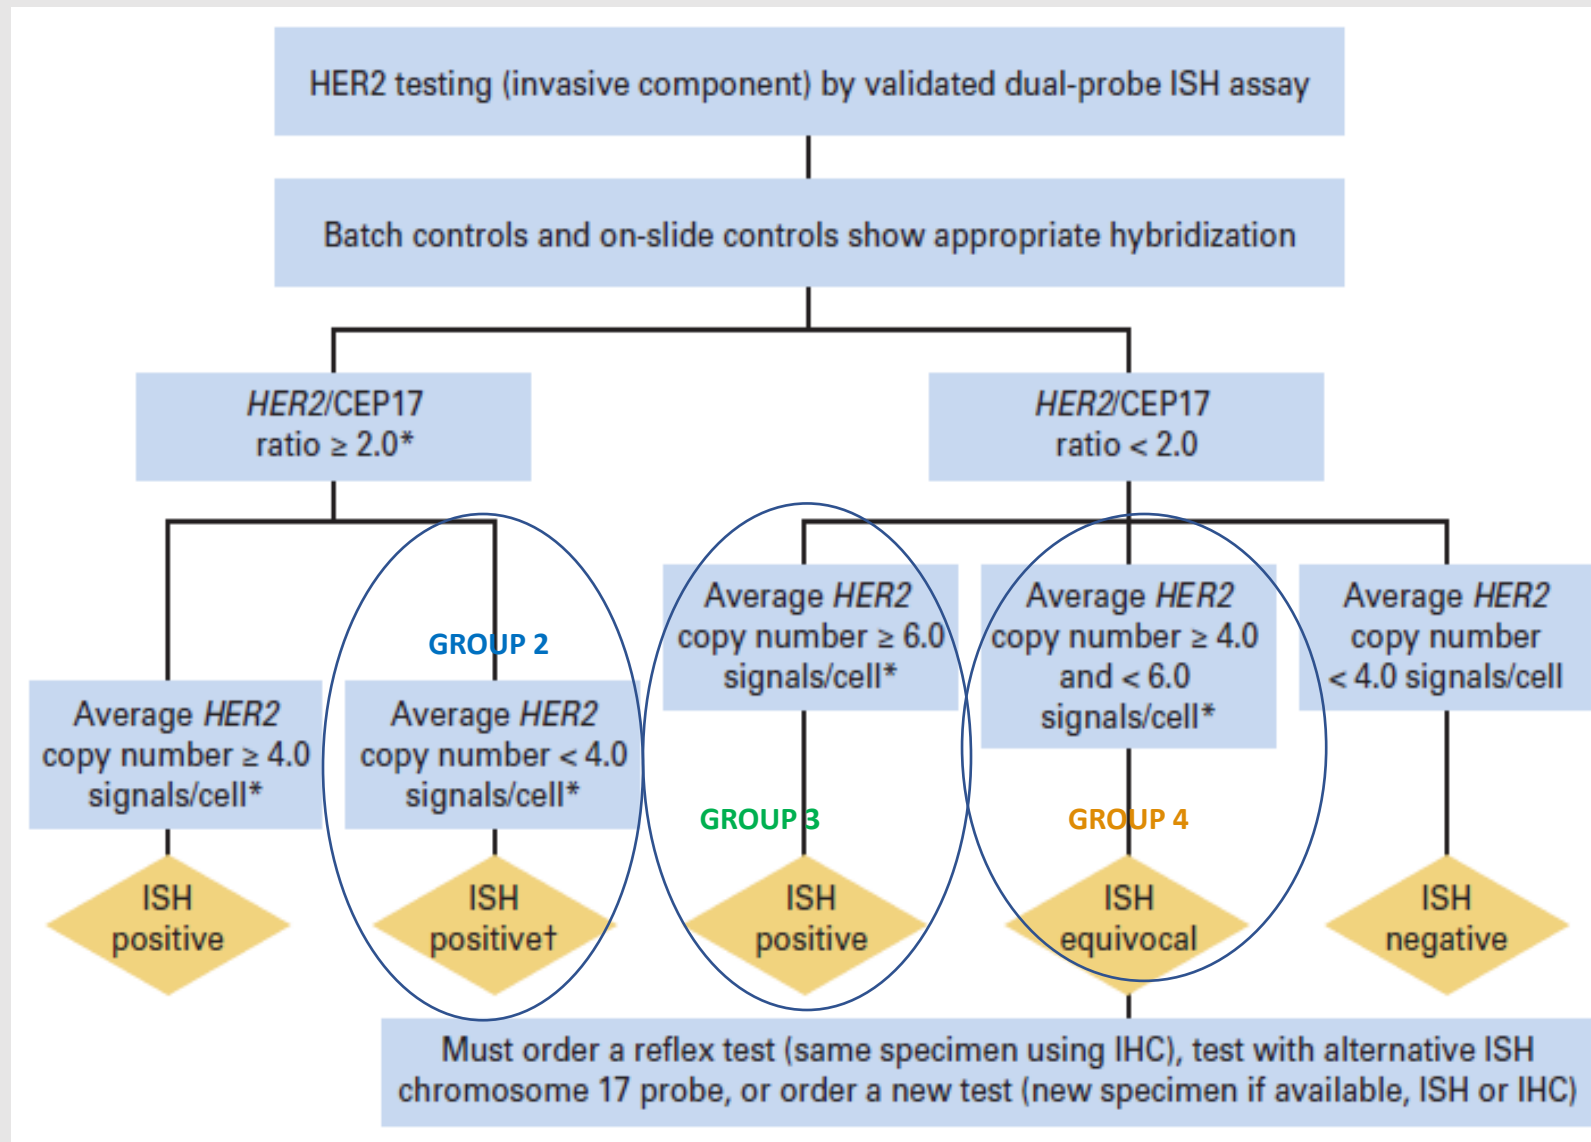 HER2 testing (invasive component) by validated dual-probe ISH assay
Batch controls and on-slide controls show appropriate hybridization
HER2/CEP17
ratio ≥ 2.0*
HER2/CEP17
ratio < 2.0
GROUP 2
Average HER2
copy number ≥ 4.0
signals/cell*
Average HER2
copy number < 4.0
signals/cell*
Average HER2
copy number ≥ 6.0
signals/cell*
Average HER2
copy number ≥ 4.0
and < 6.0
signals/cell*
Average HER2
copy number
< 4.0 signals/cell
GROUP 3
GROUP 4
ISH
positive
ISH
positive†
ISH
positive
ISH
equivocal
ISH
negative
Must order a reflex test (same specimen using IHC), test with alternative ISH
chromosome 17 probe, or order a new test (new specimen if available, ISH or IHC)